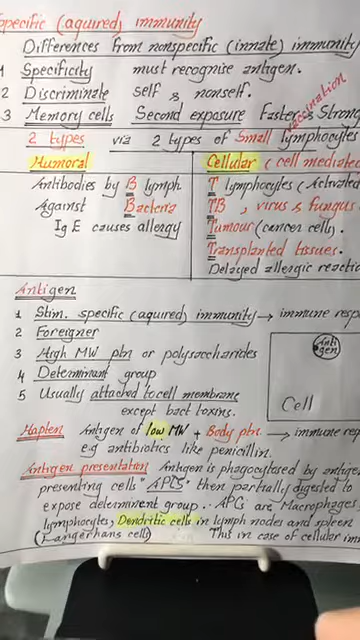 Specific (aquired) immunity
Differences from nonspecific (innate) immunity
1 Specificity must recognise antigen.
2 Discriminate self & nonself.
3 Memory cells Second exposure Faster & Strong
vaccination
2 types via 2 types of Small lymphocytes
Humoral
Antibodies by B lymph
Against Bacteria
Ig E causes allergy
Cellular (cell mediated
T lymphocytes (Activated
TB, virus & fungus
Tumour (cancer cells).
Transplanted tissues.
Delayed allergic reactio
Antigen
1 Stim. specific (aquired) immunity → immune resp
2 Foreigner
3 High MW ptn or polysaccharides
4 Determinant group
5 Usually attached to cell membrane
except bact toxins.
Anti
gen
Cell
Hapten Antigen of low MW + Body ptn → immune res
e.g antibiotics like penicillin.
Antigen presentation Antigen is phagocytosed by antige
presenting cells "APCs" then partially digested to
expose determinent group. APCs are Macrophages
lymphocytes, Dendritic cells in lymph nodes and spleen
(Langerhans cells) This in case of cellular imm